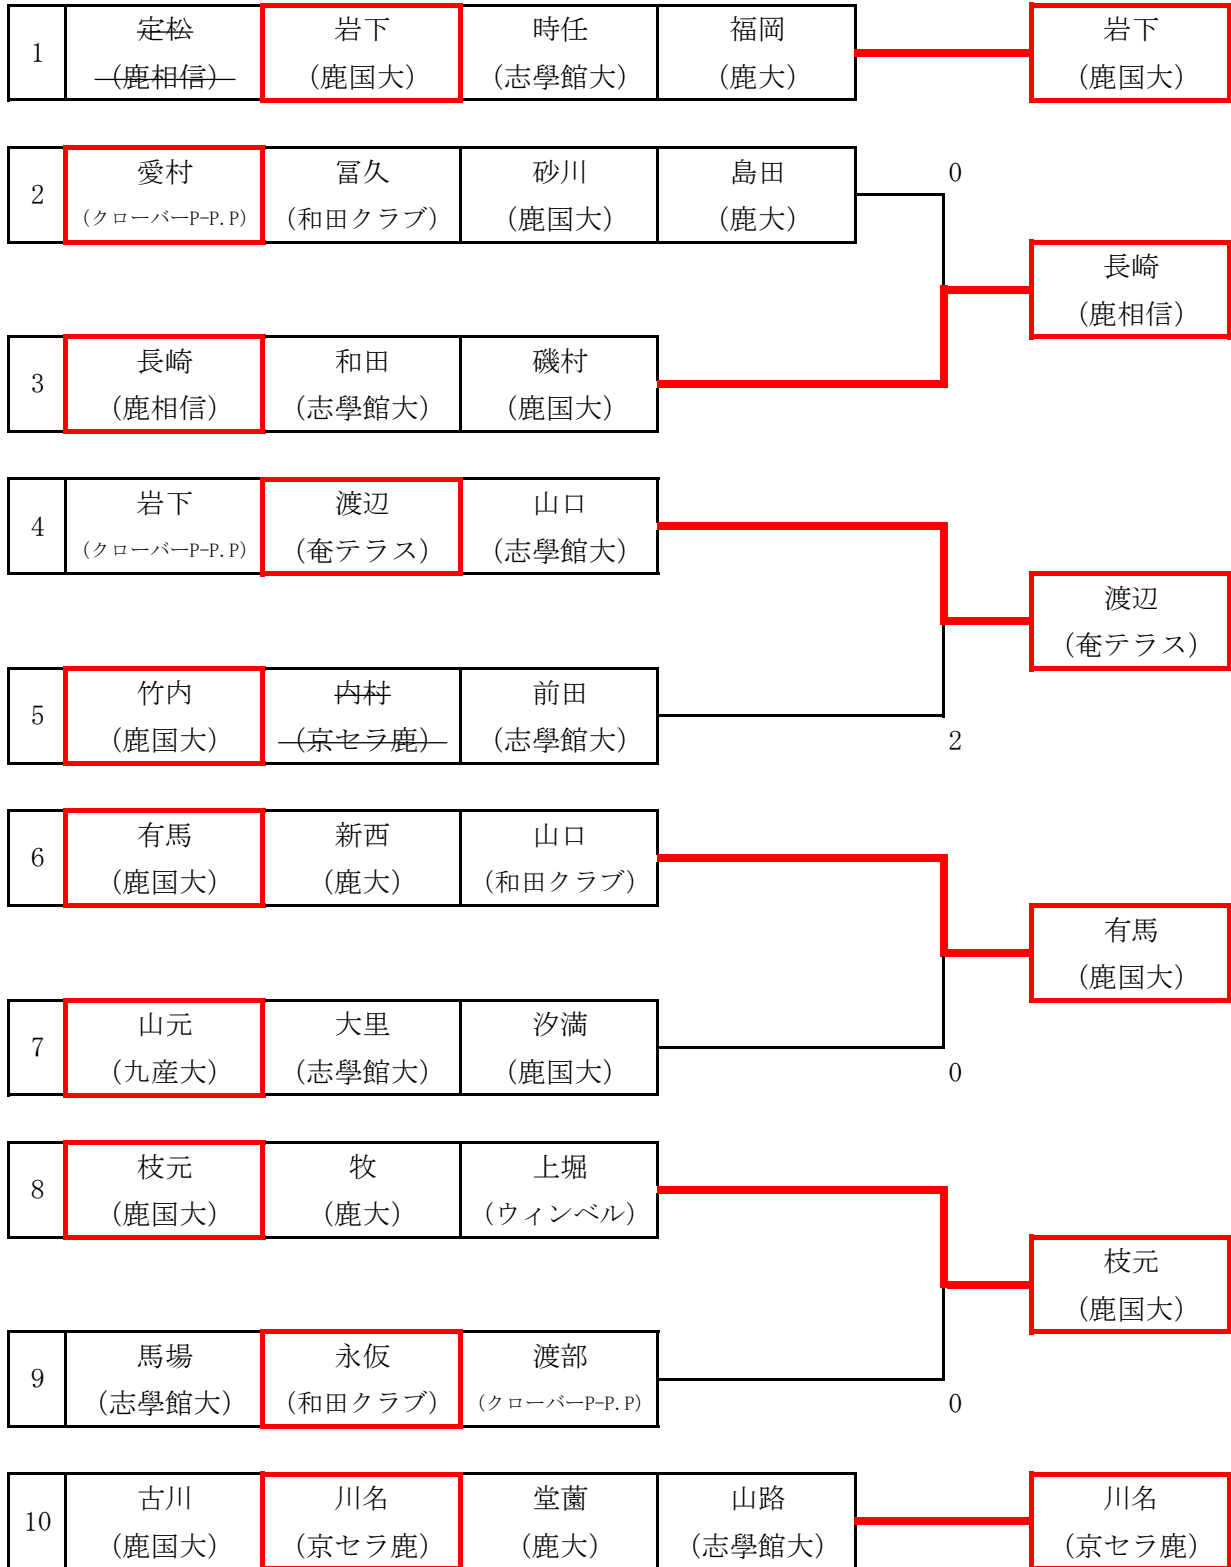 1
定松
(鹿相信)
岩下
(鹿国大)
時任
(志學館大)
福岡
(鹿大)
岩下
(鹿国大)
2
愛村
(クローバーP-P.P)
冨久
(和田クラブ)
砂川
(鹿国大)
島田
(鹿大)
0
長崎
(鹿相信)
3
長崎
(鹿相信)
和田
(志學館大)
磯村
(鹿国大)
4
岩下
(クローバーP-P.P)
渡辺
(奄テラス)
山口
(志學館大)
渡辺
(奄テラス)
5
竹内
(鹿国大)
内村
(京セラ鹿)
前田
(志學館大)
2
6
有馬
(鹿国大)
新西
(鹿大)
山口
(和田クラブ)
有馬
(鹿国大)
7
山元
(九産大)
大里
(志學館大)
汐満
(鹿国大)
0
8
枝元
(鹿国大)
牧
(鹿大)
上堀
(ウィンベル)
枝元
(鹿国大)
9
馬場
(志學館大)
永仮
(和田クラブ)
渡部
(クローバーP-P.P)
0
10
古川
(鹿国大)
川名
(京セラ鹿)
堂薗
(鹿大)
山路
(志學館大)
川名
(京セラ鹿)